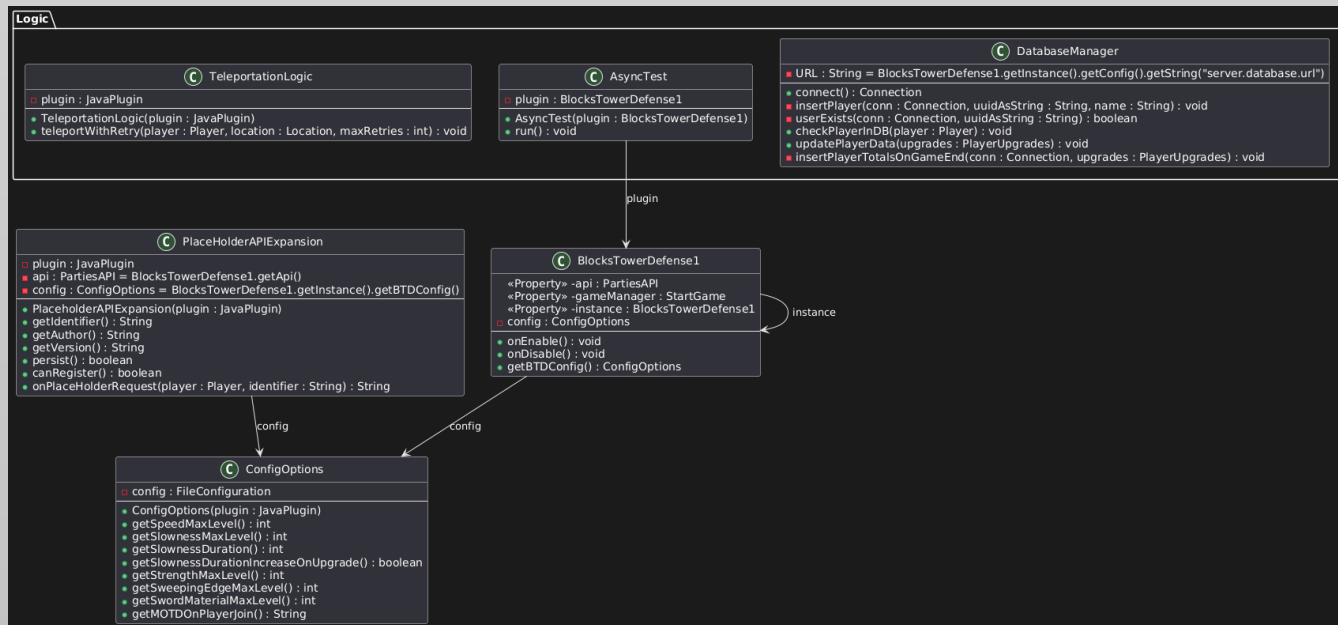 Logic
C TeleportationLogic
plugin : JavaPlugin
TeleportationLogic(plugin : JavaPlugin)
teleportWithRetry(player : Player, location : Location, maxRetries : int) : void
C AsyncTest
plugin : BlocksTowerDefense1
AsyncTest(plugin : BlocksTowerDefense1)
run() : void
C DatabaseManager
URL : String = BlocksTowerDefense1.getInstance().getConfig().getString("server.database.url")
connect() : Connection
insertPlayer(conn : Connection, uuidAsString : String, name : String) : void
userExists(conn : Connection, uuidAsString : String) : boolean
checkPlayerInDB(player : Player) : void
updatePlayerData(upgrades : PlayerUpgrades) : void
insertPlayerTotalsOnGameEnd(conn : Connection, upgrades : PlayerUpgrades) : void
plugin
C PlaceHolderAPIExpansion
plugin : JavaPlugin
api : PartiesAPI = BlocksTowerDefense1.getApi()
config : ConfigOptions = BlocksTowerDefense1.getInstance().getBTDConfig()
PlaceholderAPIExpansion(plugin : JavaPlugin)
getIdentifier() : String
getAuthor() : String
getVersion() : String
persist() : boolean
canRegister() : boolean
onPlaceHolderRequest(player : Player, identifier : String) : String
C BlocksTowerDefense1
«Property» -api : PartiesAPI
«Property» -gameManager : StartGame
«Property» -instance : BlocksTowerDefense1
config : ConfigOptions
onEnable() : void
onDisable() : void
getBTDConfig() : ConfigOptions
instance
config
config
C ConfigOptions
config : FileConfiguration
ConfigOptions(plugin : JavaPlugin)
getSpeedMaxLevel() : int
getSlownessMaxLevel() : int
getSlownessDuration() : int
getSlownessDurationIncreaseOnUpgrade() : boolean
getStrengthMaxLevel() : int
getSweepingEdgeMaxLevel() : int
getSwordMaterialMaxLevel() : int
getMOTDOnPlayerJoin() : String